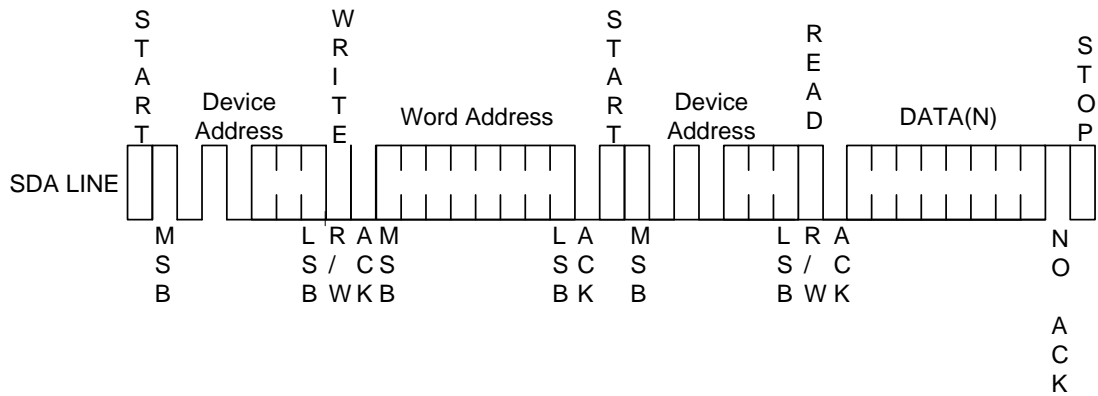 START
WRITE
START
READ
STOP
Device
Address
Word Address
Device
Address
DATA(N)
SDA LINE
MSB
LSB
R/W
ACK
MSB
LSB
ACK
MSB
LSB
R/W
ACK
NO ACK